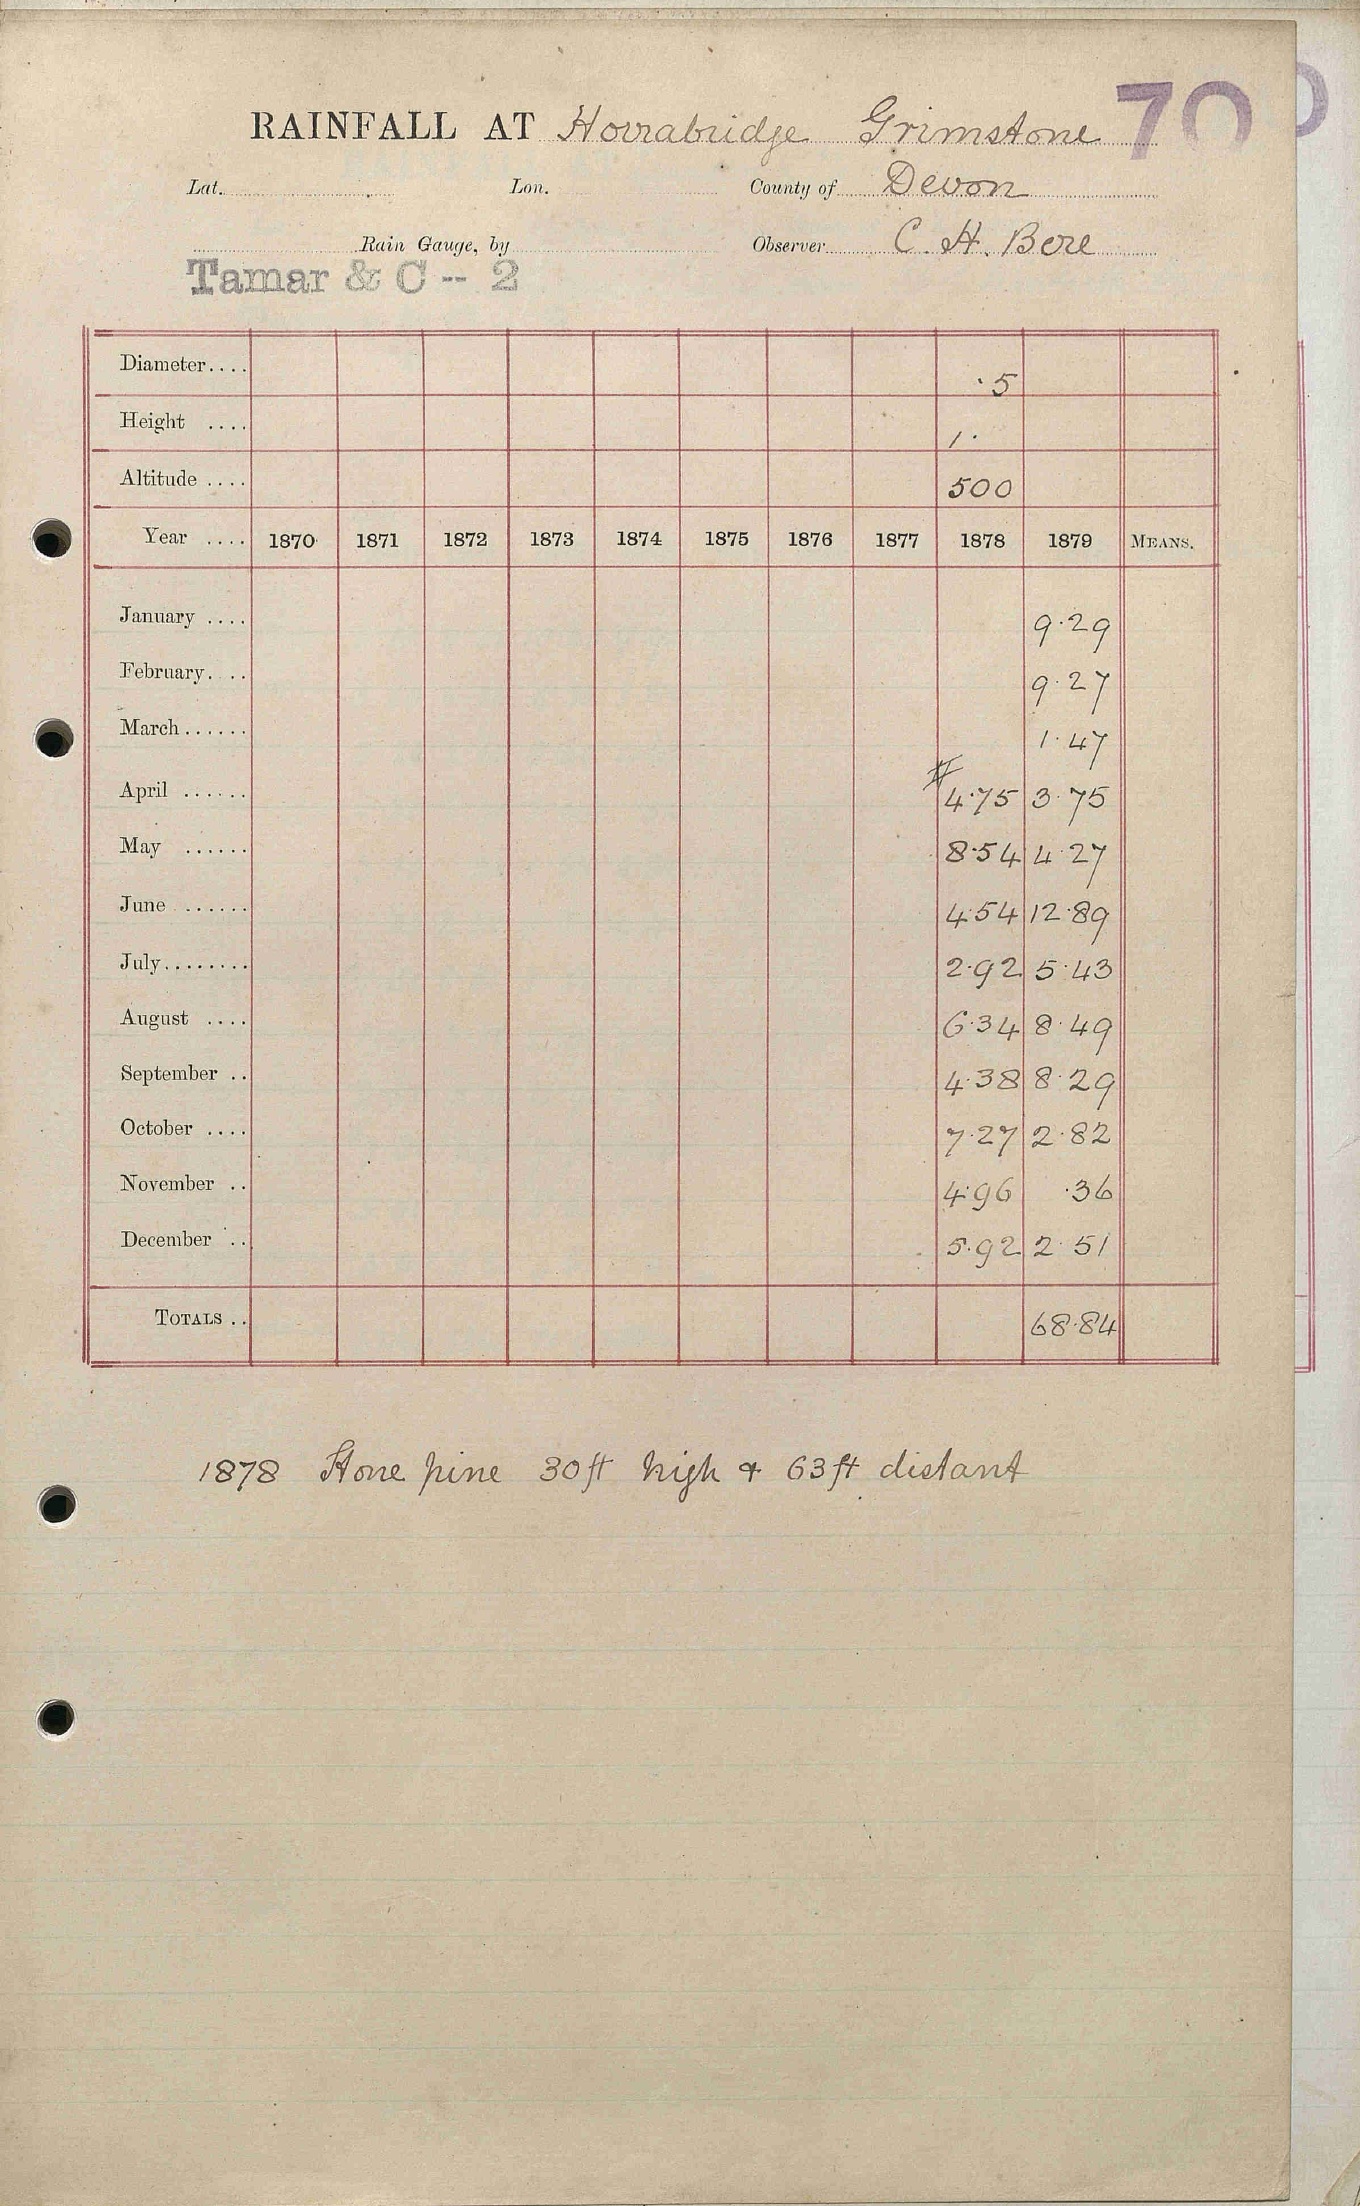 RAINFALL AT Horrabridge Grimstone 70
Lat. Lon. County of Devon
Rain Gauge, by Observer C. H. Bere
Tamar & C -- 2
Diameter.... ·5
Height .... 1·
Altitude .... 500
Year .... 1870 1871 1872 1873 1874 1875 1876 1877 1878 1879 MEANS.
January .... 9·29
February.... 9·27
March...... 1·47
April ...... # 4·75 3·75
May ...... 8·54 4·27
June ...... 4·54 12·89
July........ 2·92 5·43
August .... 6·34 8·49
September .. 4·38 8·29
October .... 7·27 2·82
November .. 4·96 ·36
December .. 5·92 2·51
TOTALS .. 68·84
1878 Stone pine 30ft high & 63ft distant